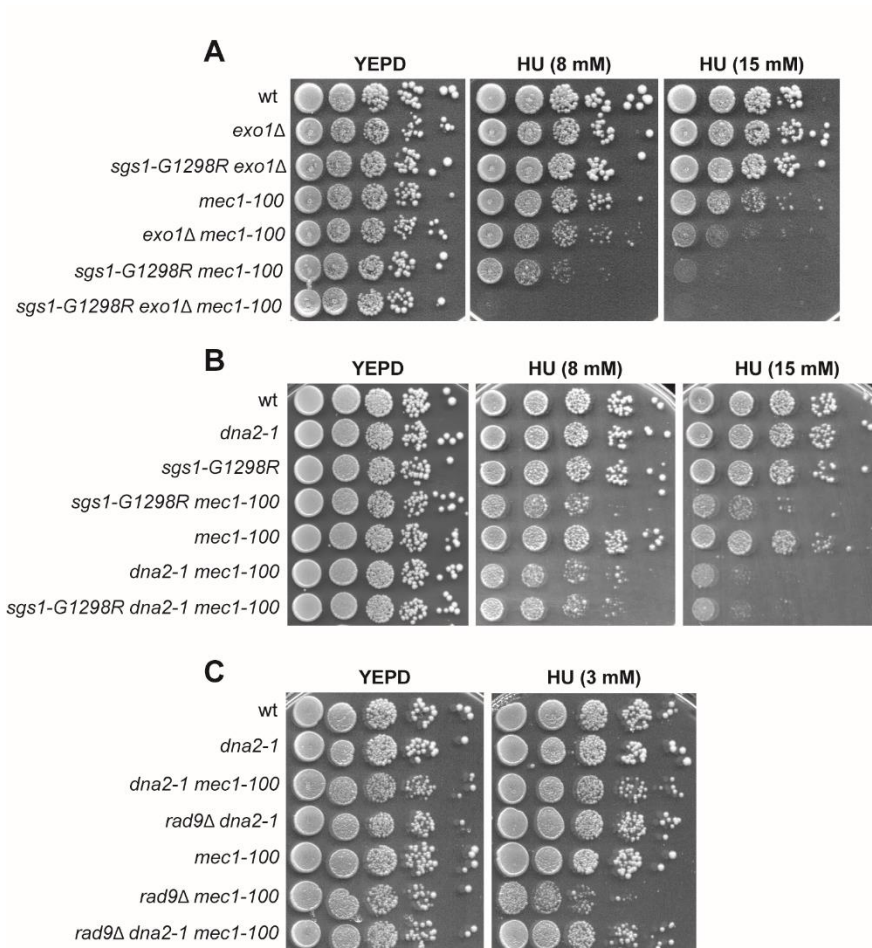 A
YEPD HU (8 mM) HU (15 mM)
wt
exo1Δ
sgs1-G1298R exo1Δ
mec1-100
exo1Δ mec1-100
sgs1-G1298R mec1-100
sgs1-G1298R exo1Δ mec1-100
B
YEPD HU (8 mM) HU (15 mM)
wt
dna2-1
sgs1-G1298R
sgs1-G1298R mec1-100
mec1-100
dna2-1 mec1-100
sgs1-G1298R dna2-1 mec1-100
C
YEPD HU (3 mM)
wt
dna2-1
dna2-1 mec1-100
rad9Δ dna2-1
mec1-100
rad9Δ mec1-100
rad9Δ dna2-1 mec1-100